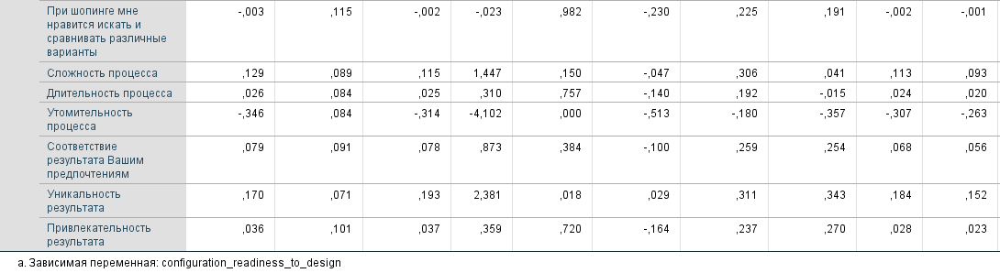 При шопинге мне -,003 ,115 -,002 -,023 ,982 -,230 ,225 ,191 -,002 -,001
нравится искать и
сравнивать различные
варианты
Сложность процесса ,129 ,089 ,115 1,447 ,150 -,047 ,306 ,041 ,113 ,093
Длительность процесса ,026 ,084 ,025 ,310 ,757 -,140 ,192 -,015 ,024 ,020
Утомительность -,346 ,084 -,314 -4,102 ,000 -,513 -,180 -,357 -,307 -,263
процесса
Соответствие ,079 ,091 ,078 ,873 ,384 -,100 ,259 ,254 ,068 ,056
результата Вашим
предпочтениям
Уникальность ,170 ,071 ,193 2,381 ,018 ,029 ,311 ,343 ,184 ,152
результата
Привлекательность ,036 ,101 ,037 ,359 ,720 -,164 ,237 ,270 ,028 ,023
результата
a. Зависимая переменная: configuration_readiness_to_design